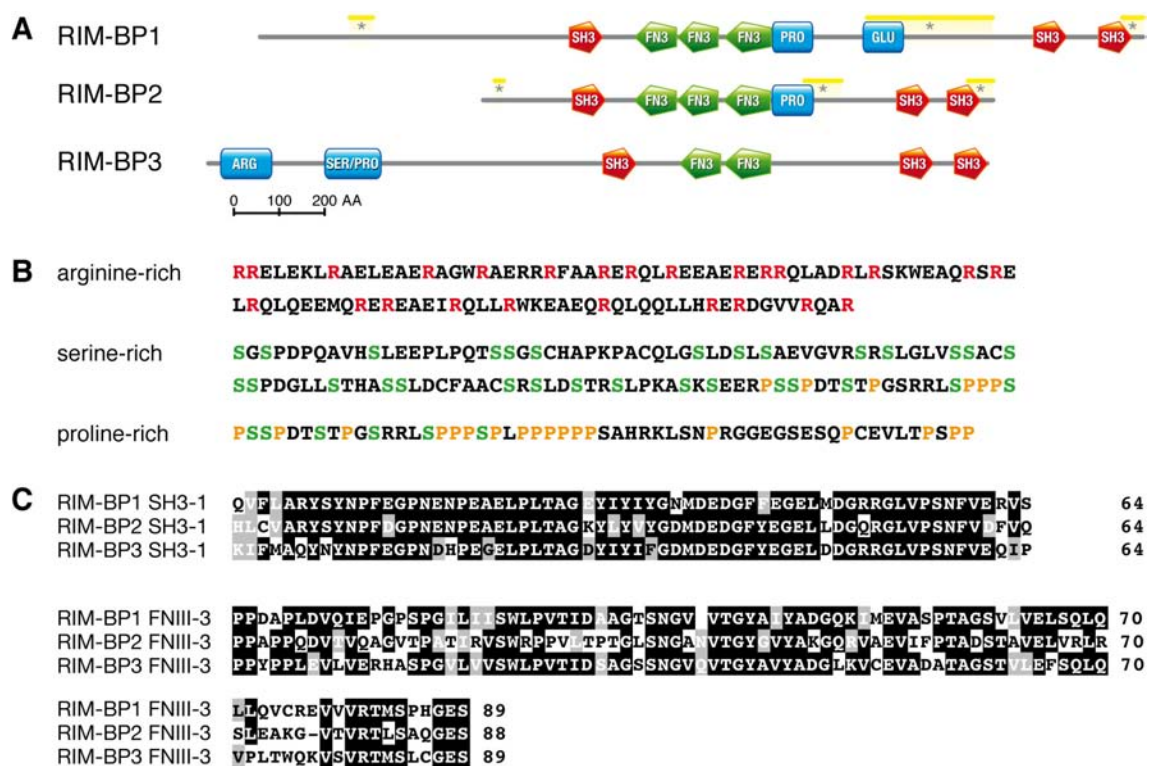 A
RIM-BP1
* SH3 FN3 FN3 FN3 PRO GLU * SH3 SH3 *
RIM-BP2
* SH3 FN3 FN3 FN3 PRO * SH3 SH3 *
RIM-BP3
ARG SER/PRO SH3 FN3 FN3 SH3 SH3
0 100 200 AA
B
arginine-rich RRELEKLRAELEAERAGWRAERRRFAARERQLREEAERERRQLADRLRSKWEAQRSRE
LRQLQEEMQREREAEIRQLLRWKEAEQRQLQQLLHRERDGVVRQAR
serine-rich SGSPDPQAVHSLEEPLPQTSSGSCHAPKPACQLGSLDSLSAEVGVRSRSLGLVSSACS
SSPDGLLSTHASSLDCFAACSRSLDSTRSLPKASKSEERPSSPDTSTPGSRRLSPPPS
proline-rich PSSPDTSTPGSRRLSPPPSPLPPPPPPSAHRKLSNPRGGEGSESQPCEVLTPSPP
C
RIM-BP1 SH3-1 QVFLARYSYNPFEGPNENPEAELPLTAGEYIYIYGNMDEDGFFEGELMDGRRGLVPSNFVERVS 64
RIM-BP2 SH3-1 HLCVARYSYNPFDGPNENPEAELPLTAGKYLYVYGDMDEDGFYEGELLDGQRGLVPSNFVDFVQ 64
RIM-BP3 SH3-1 KIFMAQYNYNPFEGPNDHPEGELPLTAGDYIYIFGDMDEDGFYEGELDDGRRGLVPSNFVEQIP 64
RIM-BP1 FNIII-3 PPDAPLDVQIEPGPSPGILIISWLPVTIDAAGTSNGV VTGYAIYADGQKIMEVASPTAGSVLVELSQLQ 70
RIM-BP2 FNIII-3 PPAPPQDVTVQAGVTPATIRVSWRPPVLTPTGLSNGANVTGYGVYAKGQRVAEVIFPTADSTAVELVRLR 70
RIM-BP3 FNIII-3 PPYPPLEVLVERHASPGVLVVSWLPVTIDSAGSSNGVQVTGYAVYADGLKVCEVADATAGSTVLEFSQLQ 70
RIM-BP1 FNIII-3 LLQVCREVVVRTMSPHGES 89
RIM-BP2 FNIII-3 SLEAKG-VTVRTLSAQGES 88
RIM-BP3 FNIII-3 VPLTWQKVSVRTMSLCGES 89